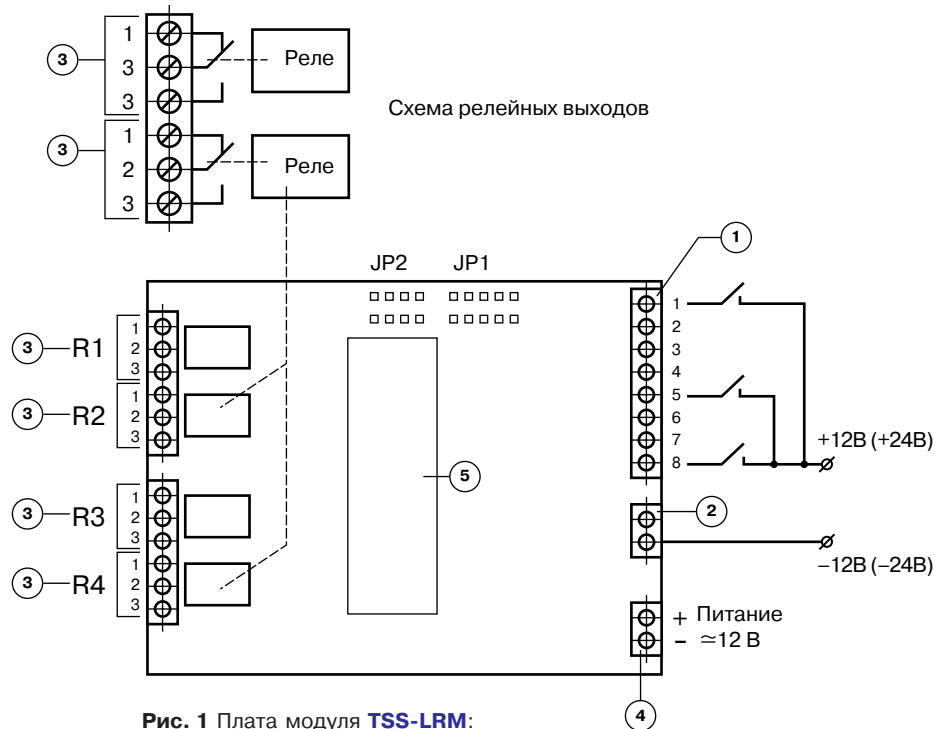 3
1
3
3
Реле
Схема релейных выходов
3
1
2
3
Реле
JP2 JP1
1
3 R1
1
2
3
3 R2
1
2
3
3 R3
1
2
3
3 R4
1
2
3
5
1
2
3
4
5
6
7
8
+12В (+24В)
2
–12В (–24В)
+ Питание
– ≃12 В
4
Рис. 1 Плата модуля TSS-LRM: